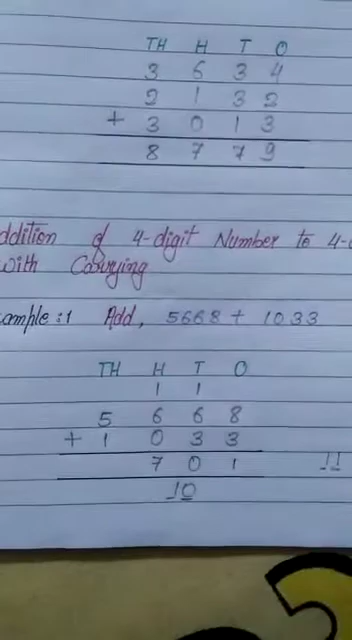 TH H T O
3 6 3 4
2 1 3 2
+ 3 0 1 3
8 7 7 9
ddition of 4-digit Number to 4-
with Carrying
ample:1 Add, 5668 + 1033
TH H T O
1 1
5 6 6 8
+ 1 0 3 3
7 0 1 11
10